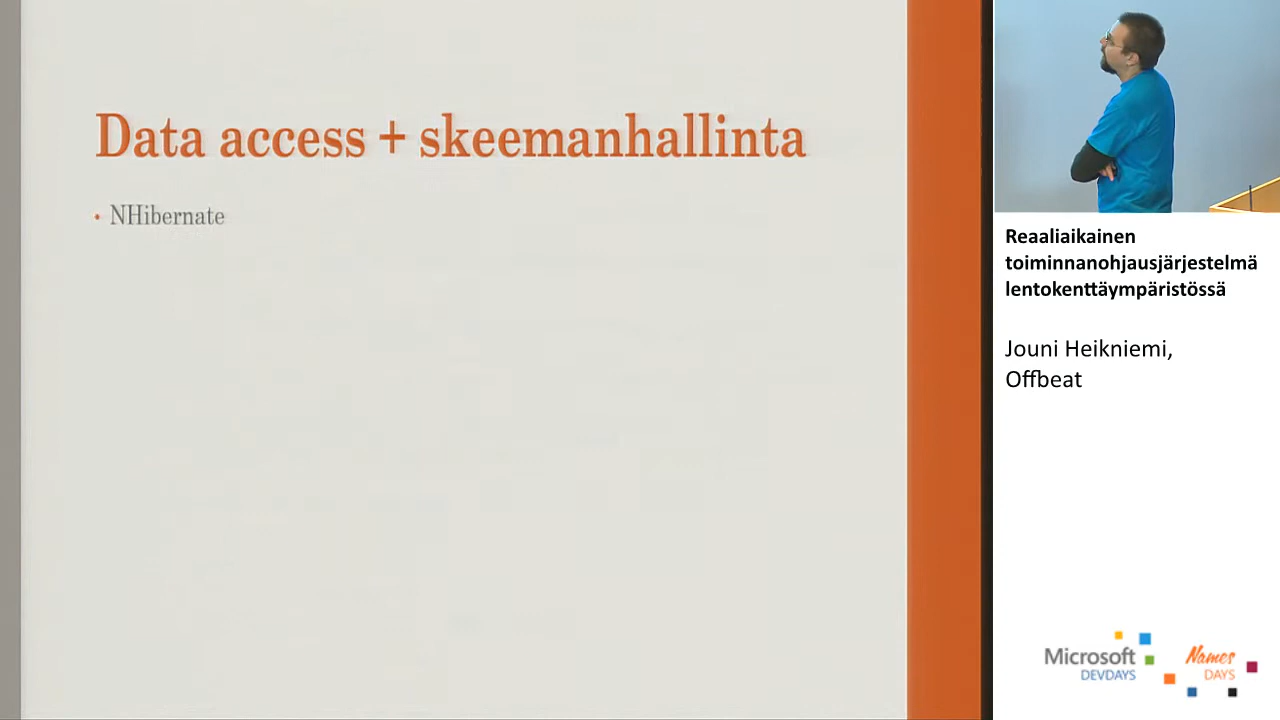 Data access + skeemanhallinta
• NHibernate
Reaaliaikainen
toiminnanohjausjärjestelmä
lentokenttäympäristössä
Jouni Heikniemi,
Offbeat
Microsoft
DEVDAYS
Names
DAYS